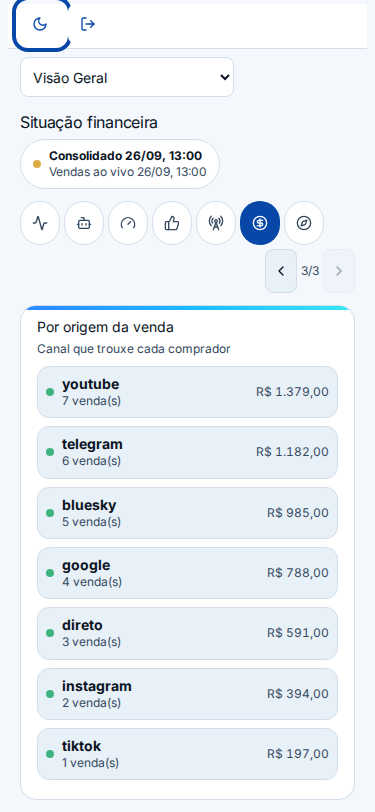 Visão Geral
Situação financeira
Consolidado 26/09, 13:00
Vendas ao vivo 26/09, 13:00
3/3
Por origem da venda
Canal que trouxe cada comprador
youtube
7 venda(s)
R$ 1.379,00
telegram
6 venda(s)
R$ 1.182,00
bluesky
5 venda(s)
R$ 985,00
google
4 venda(s)
R$ 788,00
direto
3 venda(s)
R$ 591,00
instagram
2 venda(s)
R$ 394,00
tiktok
1 venda(s)
R$ 197,00